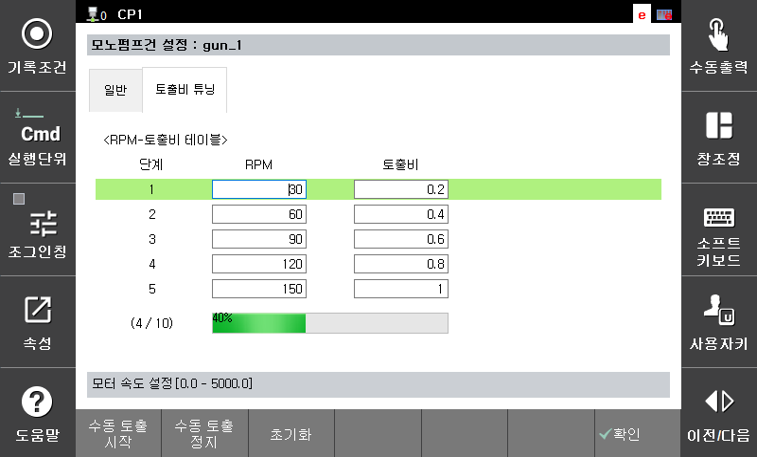 0 CP1
e
모노펌프건 설정 : gun_1
일반
토출비 튜닝
<RPM-토출비 테이블>
단계 RPM 토출비
1 30 0.2
2 60 0.4
3 90 0.6
4 120 0.8
5 150 1
(4 / 10) 40%
모터 속도 설정[0.0 - 5000.0]
기록조건
Cmd
실행단위
조그인칭
속성
?
도움말
수동출력
창조정
소프트
키보드
U
사용자키
이전/다음
수동 토출
시작
수동 토출
정지
초기화
확인